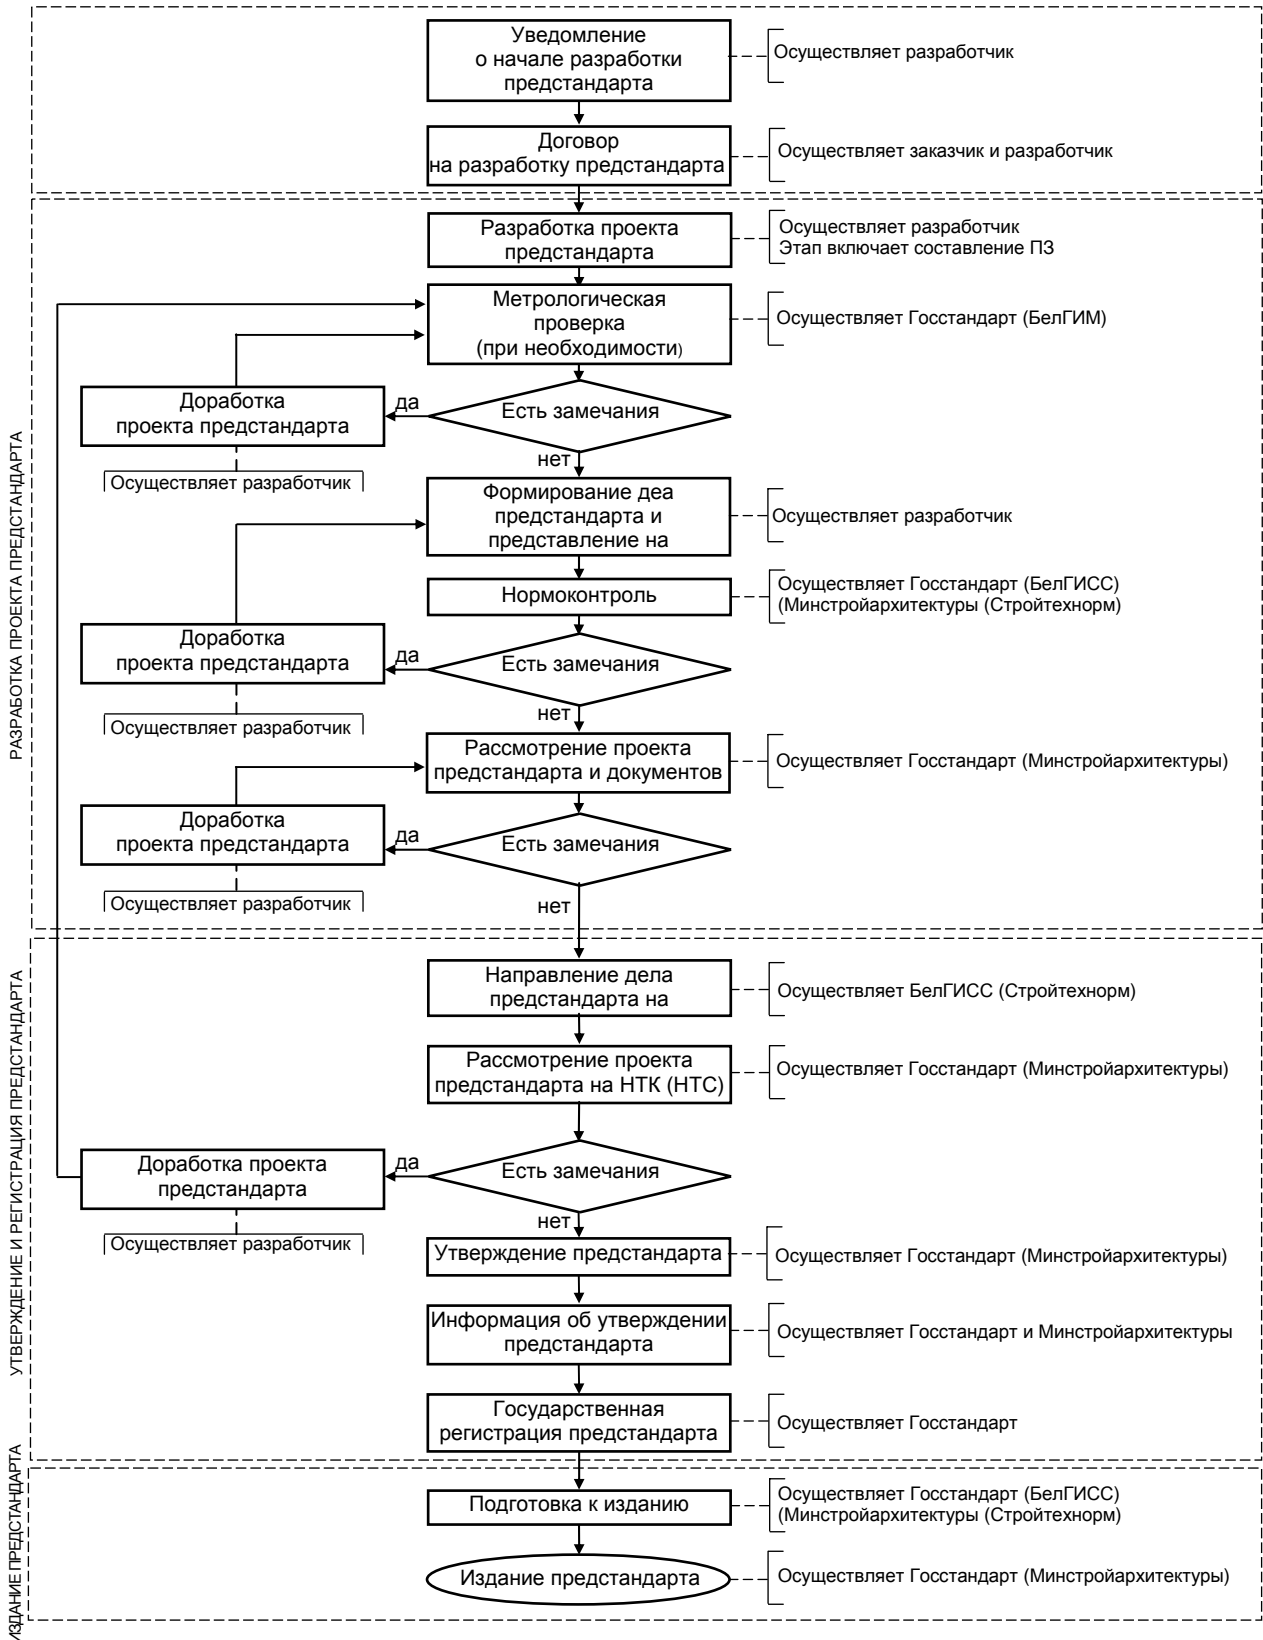 Уведомление
о начале разработки
предстандарта
Осуществляет разработчик
Договор
на разработку предстандарта
Осуществляет заказчик и разработчик
РАЗРАБОТКА ПРОЕКТА ПРЕДСТАНДАРТА
Разработка проекта
предстандарта
Осуществляет разработчик
Этап включает составление ПЗ
Метрологическая
проверка
(при необходимости)
Осуществляет Госстандарт (БелГИМ)
Есть замечания
да
Доработка
проекта предстандарта
Осуществляет разработчик
нет
Формирование деа
предстандарта и
представление на
Осуществляет разработчик
Нормоконтроль
Осуществляет Госстандарт (БелГИСС)
(Минстройархитектуры (Стройтехнорм)
Есть замечания
да
Доработка
проекта предстандарта
Осуществляет разработчик
нет
Рассмотрение проекта
предстандарта и документов
Осуществляет Госстандарт (Минстройархитектуры)
Есть замечания
да
Доработка
проекта предстандарта
Осуществляет разработчик
нет
УТВЕРЖДЕНИЕ И РЕГИСТРАЦИЯ ПРЕДСТАНДАРТА
Направление дела
предстандарта на
Осуществляет БелГИСС (Стройтехнорм)
Рассмотрение проекта
предстандарта на НТК (НТС)
Осуществляет Госстандарт (Минстройархитектуры)
Есть замечания
да
Доработка проекта
предстандарта
Осуществляет разработчик
нет
Утверждение предстандарта
Осуществляет Госстандарт (Минстройархитектуры)
Информация об утверждении
предстандарта
Осуществляет Госстандарт и Минстройархитектуры
Государственная
регистрация предстандарта
Осуществляет Госстандарт
ИЗДАНИЕ ПРЕДСТАНДАРТА
Подготовка к изданию
Осуществляет Госстандарт (БелГИСС)
(Минстройархитектуры (Стройтехнорм)
Издание предстандарта
Осуществляет Госстандарт (Минстройархитектуры)